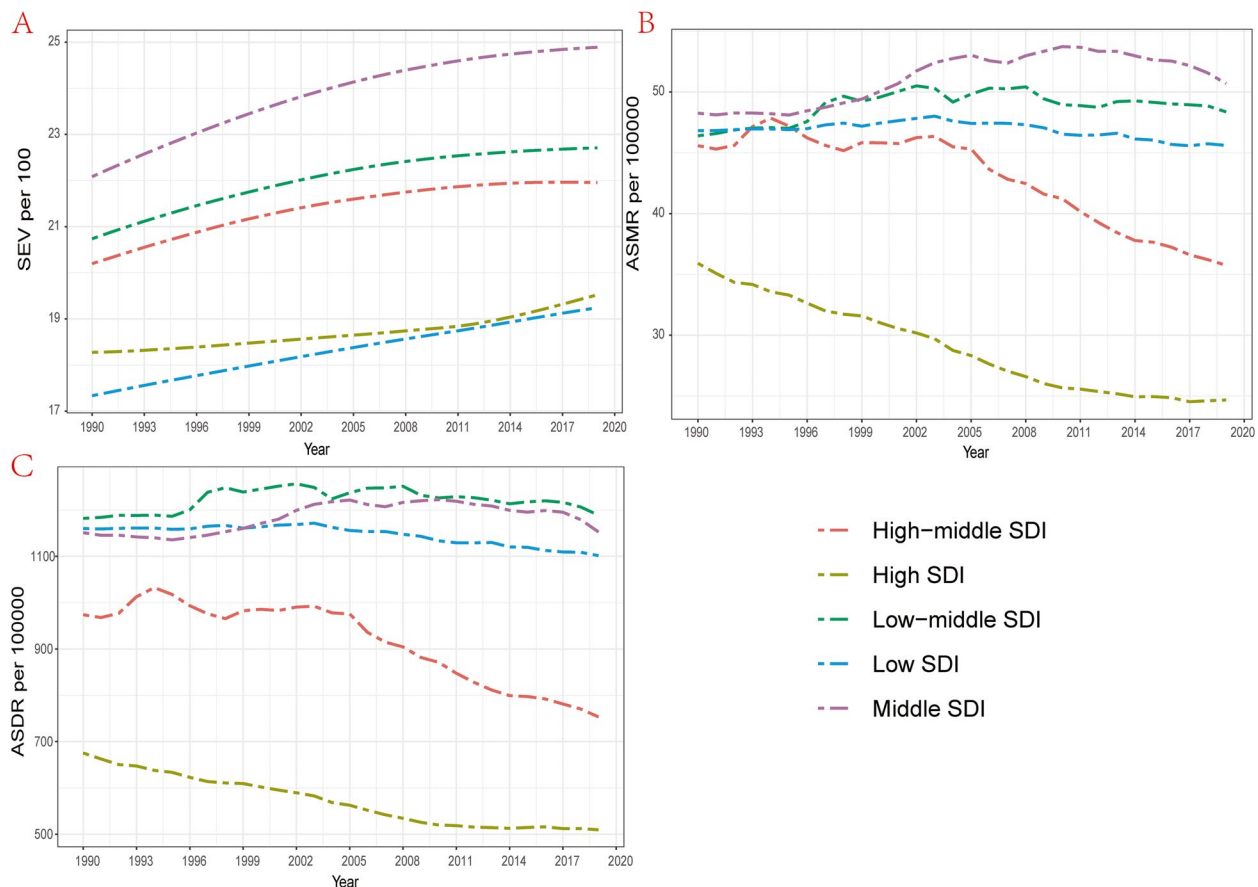 A
SEV per 100
25
23
21
19
17
1990 1993 1996 1999 2002 2005 2008 2011 2014 2017 2020
Year
B
ASMR per 100000
50
40
30
1990 1993 1996 1999 2002 2005 2008 2011 2014 2017 2020
Year
C
ASDR per 100000
1100
900
700
500
1990 1993 1996 1999 2002 2005 2008 2011 2014 2017 2020
Year
High-middle SDI
High SDI
Low-middle SDI
Low SDI
Middle SDI